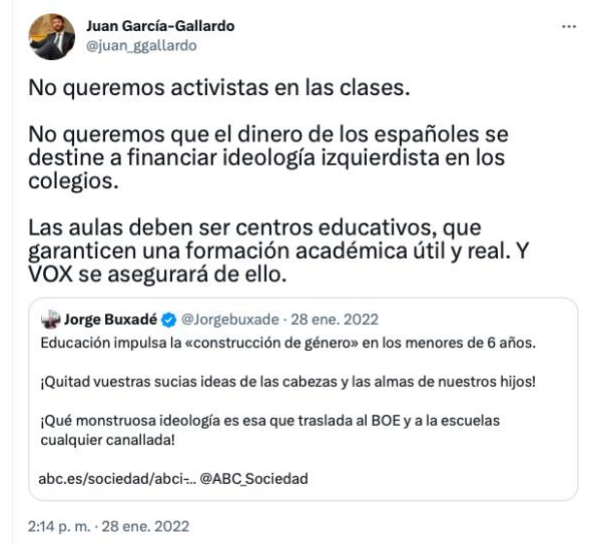 Juan García-Gallardo
@juan_ggallardo
No queremos activistas en las clases.
No queremos que el dinero de los españoles se
destine a financiar ideología izquierdista en los
colegios.
Las aulas deben ser centros educativos, que
garanticen una formación académica útil y real. Y
VOX se asegurará de ello.
Jorge Buxadé @Jorgebuxade · 28 ene. 2022
Educación impulsa la «construcción de género» en los menores de 6 años.
¡Quitad vuestras sucias ideas de las cabezas y las almas de nuestros hijos!
¡Qué monstruosa ideología es esa que traslada al BOE y a la escuelas
cualquier canallada!
abc.es/sociedad/abci-... @ABC_Sociedad
2:14 p. m. · 28 ene. 2022